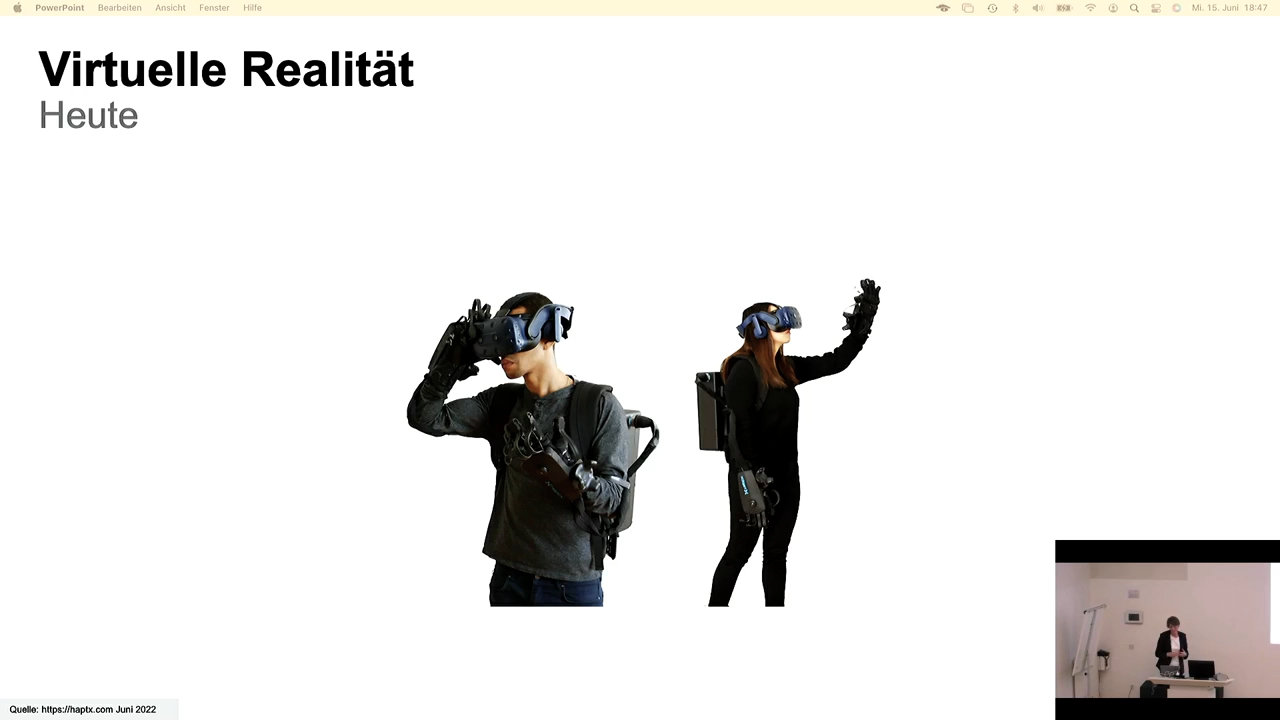 PowerPoint Bearbeiten Ansicht Fenster Hilfe Mi. 15. Juni 18:47
Virtuelle Realität
Heute
Quelle: https://haptx.com Juni 2022